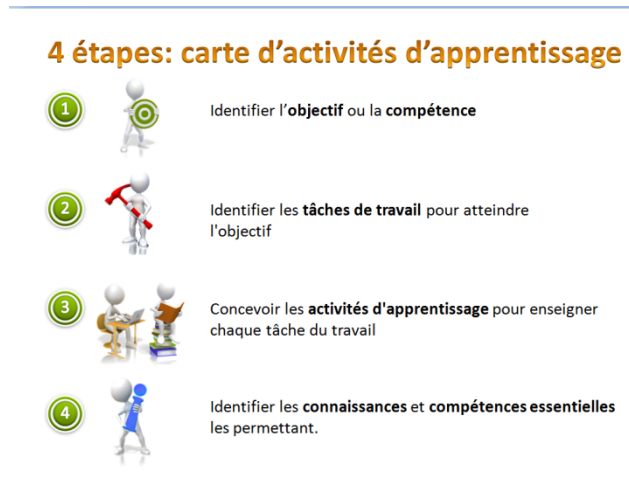 4 étapes: carte d'activités d'apprentissage
1
Identifier l'objectif ou la compétence
2
Identifier les tâches de travail pour atteindre
l'objectif
3
Concevoir les activités d'apprentissage pour enseigner
chaque tâche du travail
4
Identifier les connaissances et compétences essentielles
les permettant.